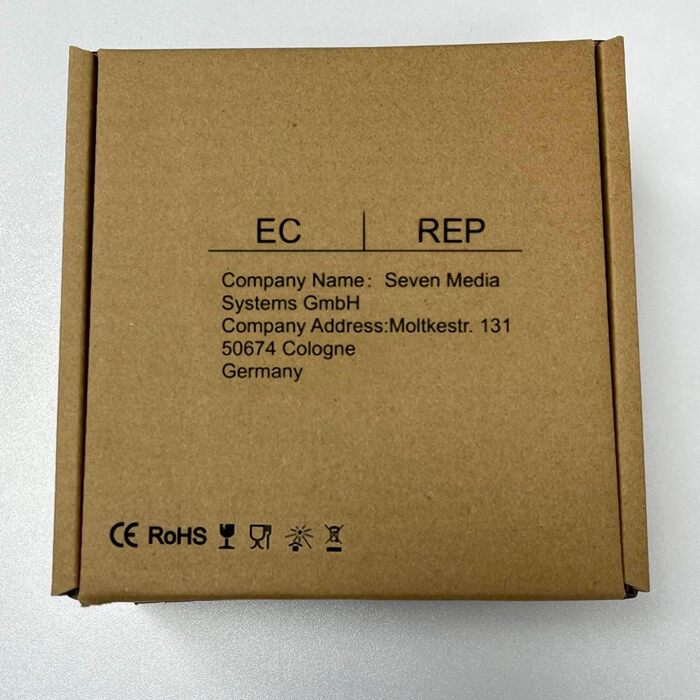 EC | REP
Company Name: Seven Media
Systems GmbH
Company Address:Moltkestr. 131
50674 Cologne
Germany
CE RoHS